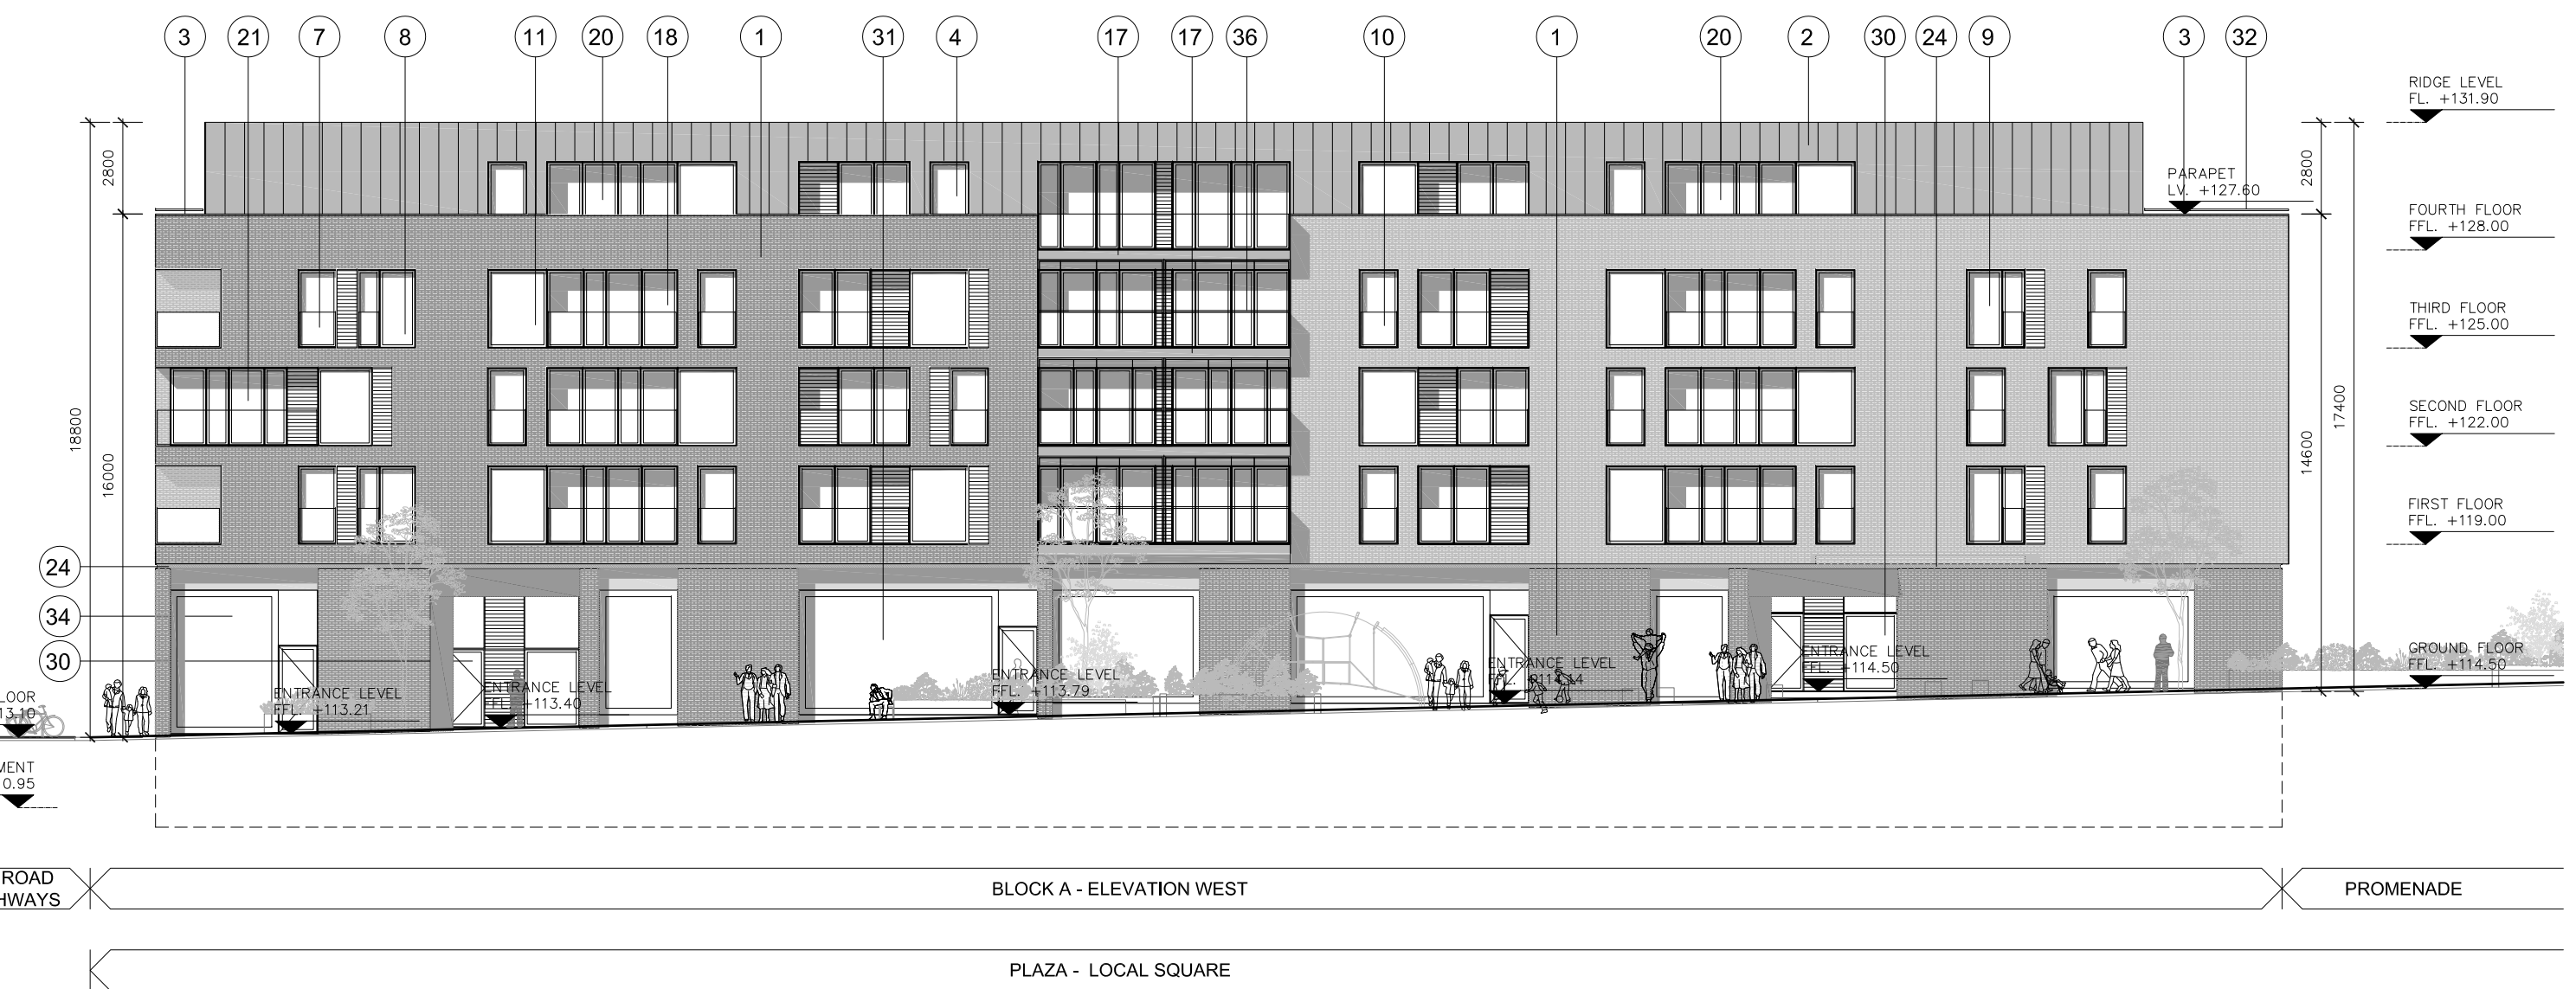 3 21 7 8 11 20 18 1 31 4 17 17 36 10 1 20 2 30 24 9 3 32
RIDGE LEVEL
FL. +131.90
2800
2800
PARAPET
LV. +127.60
FOURTH FLOOR
FFL. +128.00
THIRD FLOOR
FFL. +125.00
18800
16000
14600
17400
SECOND FLOOR
FFL. +122.00
FIRST FLOOR
FFL. +119.00
24
34
30
GROUND FLOOR
FFL. +114.50
ENTRANCE LEVEL
FFL. +113.21
ENTRANCE LEVEL
FFL. +113.40
ENTRANCE LEVEL
FFL. +113.79
ENTRANCE LEVEL
ENTRANCE LEVEL
FFL. +114.50
LOOR
13.10
MENT
0.95
ROAD
HWAYS
BLOCK A - ELEVATION WEST
PROMENADE
PLAZA - LOCAL SQUARE